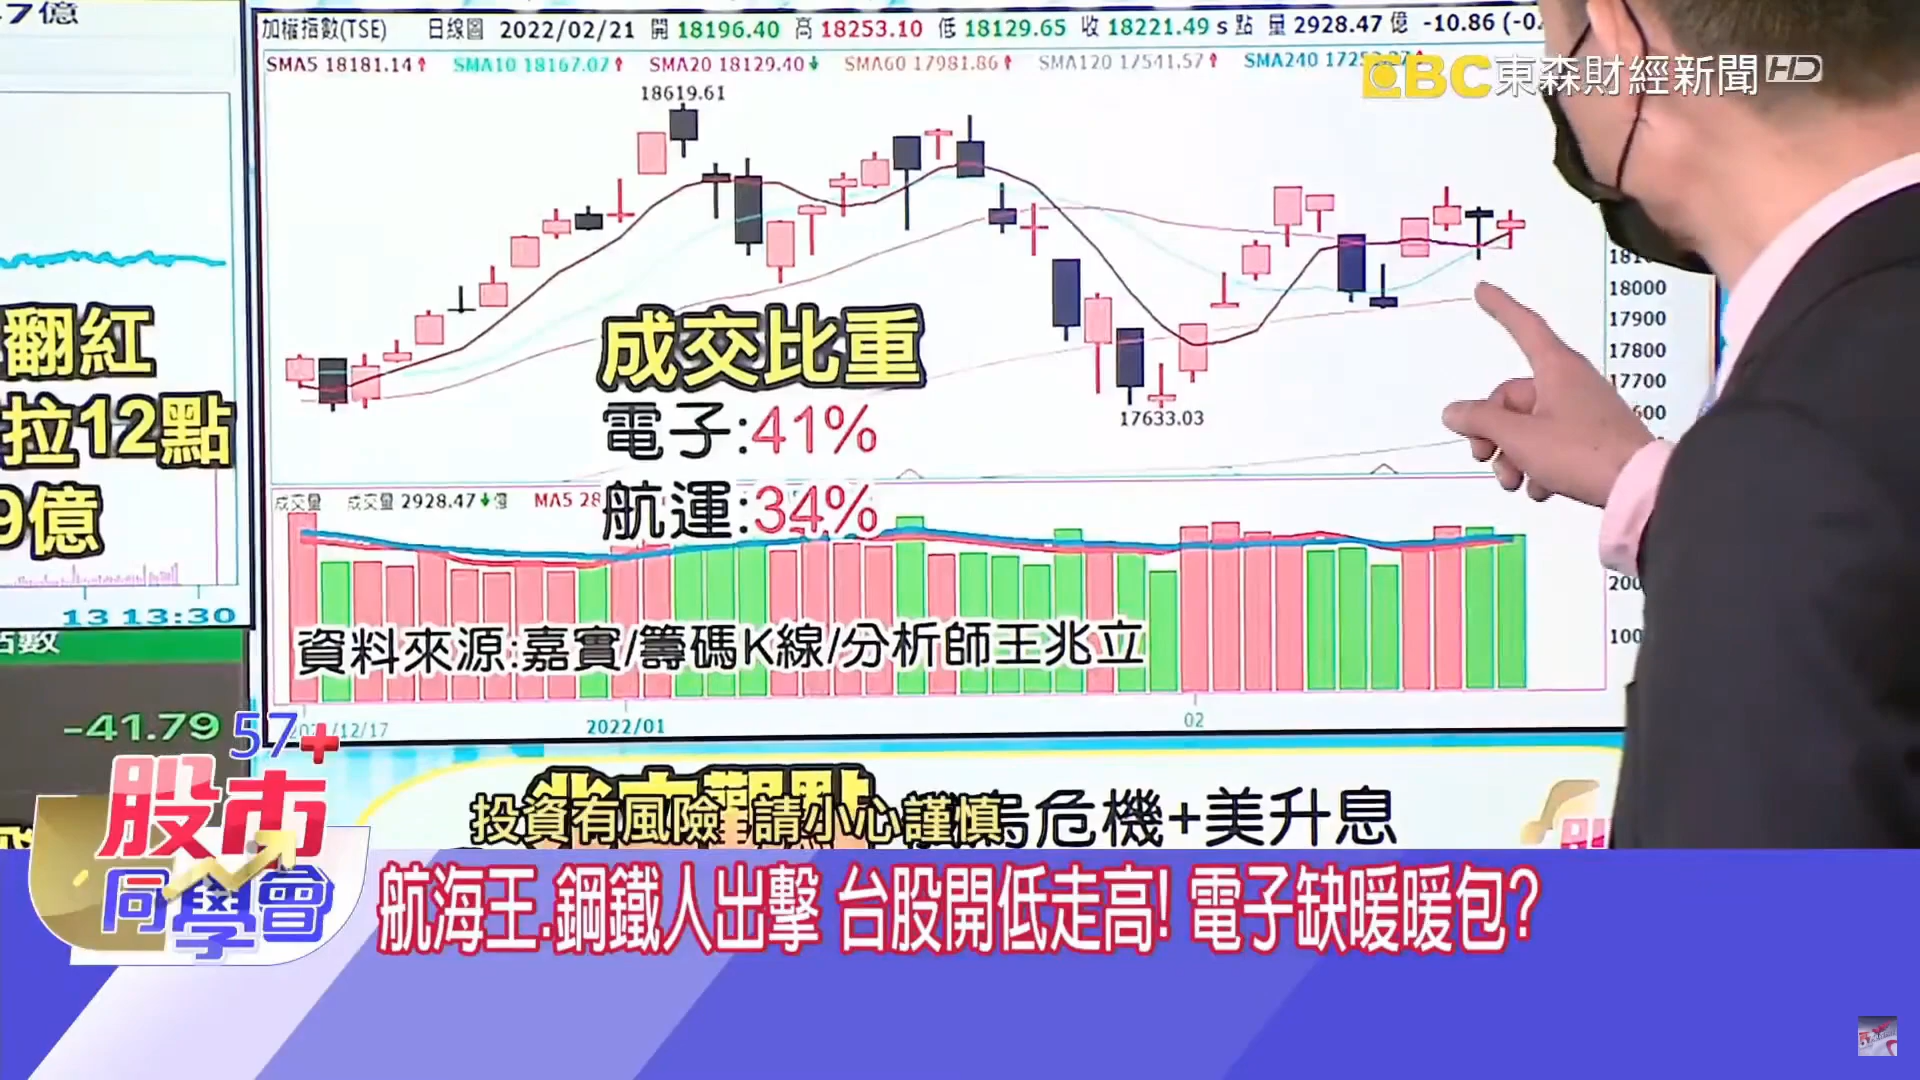 7億
加權指數(TSE) 日線圖 2022/02/21 開 18196.40 高 18253.10 低 18129.65 收 18221.49 s 點 量 2928.47 億 -10.86
SMA5 18181.14↑ SMA10 18167.07↑ SMA20 18129.40↓ SMA60 17981.86↑ SMA120 17541.57↑ SMA240
EBC 東森財經新聞 HD
18619.61
18000
17900
17800
17700
17633.03
翻紅
拉12點
9億
13 13:30
成交比重
電子:41%
航運:34%
成交量 成交量 2928.47↓億 MA5 28
資料來源:嘉實/籌碼K線/分析師王兆立
/12/17 2022/01 02
-41.79
57+
股市
同學會
投資有風險 請小心謹慎
危機+美升息
航海王.鋼鐵人出擊 台股開低走高! 電子缺暖暖包?